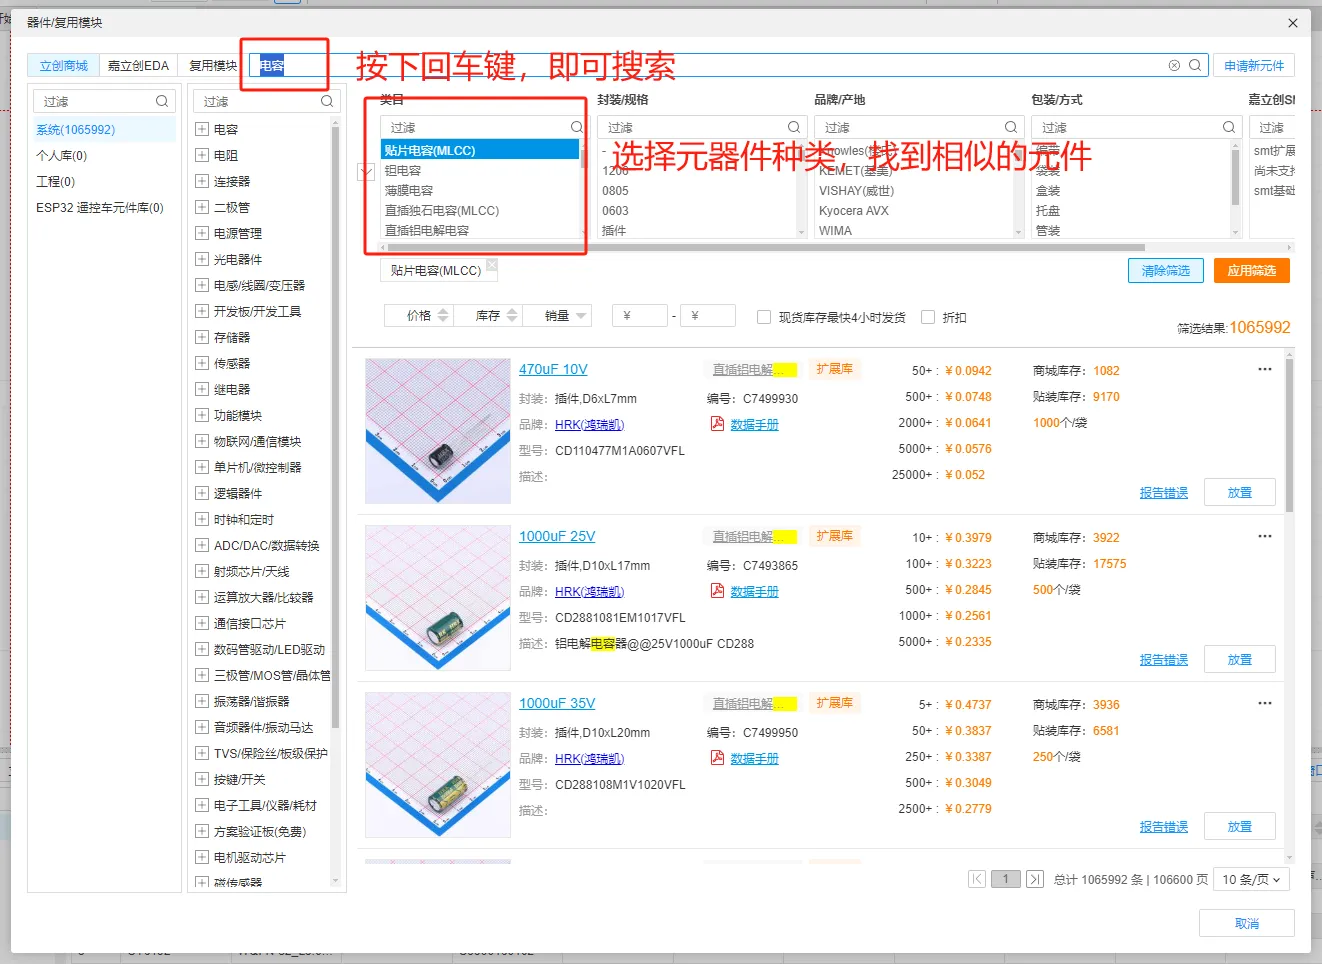 器件/复用模块
立创商城 嘉立创EDA 复用模块 电容 申请新元件
按下回车键，即可搜索
过滤 过滤
系统(1065992)
个人库(0)
工程(0)
ESP32 遥控车元件库(0)
电容
电阻
连接器
二极管
电源管理
光电器件
电感/线圈/变压器
开发板/开发工具
存储器
传感器
继电器
功能模块
物联网/通信模块
单片机/微控制器
逻辑器件
时钟和定时
ADC/DAC/数据转换
射频芯片/天线
运算放大器/比较器
通信接口芯片
数码管驱动/LED驱动
三极管/MOS管/晶体管
振荡器/谐振器
音频器件/振动马达
TVS/保险丝/板级保护
按键/开关
电子工具/仪器/耗材
方案验证板(免费)
电机驱动芯片
磁传感器
类目 封装/规格 品牌/产地 包装/方式 嘉立创SM
过滤 过滤 过滤 过滤 过滤
贴片电容(MLCC)
铝电容
薄膜电容
直插独石电容(MLCC)
直插铝电解电容
选择元器件种类，找到相似的元件
-
1206
0805
0603
插件
KEMET(基美)
VISHAY(威世)
Kyocera AVX
WIMA
编带
袋装
盒装
托盘
管装
smt扩展
尚未支持
smt基础
贴片电容(MLCC) 清除筛选 应用筛选
价格 库存 销量 ¥ - ¥ 现货库存最快4小时发货 折扣
筛选结果:1065992
470uF 10V 直插铝电解... 扩展库 50+： ￥0.0942 商城库存：1082
封装：插件,D6xL7mm 编号：C7499930 500+： ￥0.0748 贴装库存：9170
品牌：HRK(鸿瑞凯) 数据手册 2000+： ￥0.0641 1000个/袋
型号：CD110477M1A0607VFL 5000+： ￥0.0576
描述： 25000+： ￥0.052
报告错误 放置
1000uF 25V 直插铝电解... 扩展库 10+： ￥0.3979 商城库存：3922
封装：插件,D10xL17mm 编号：C7493865 100+： ￥0.3223 贴装库存：17575
品牌：HRK(鸿瑞凯) 数据手册 500+： ￥0.2845 500个/袋
型号：CD2881081EM1017VFL 1000+： ￥0.2561
描述：铝电解电容器@@25V1000uF CD288 5000+： ￥0.2335
报告错误 放置
1000uF 35V 直插铝电解... 扩展库 5+： ￥0.4737 商城库存：3936
封装：插件,D10xL20mm 编号：C7499950 50+： ￥0.3837 贴装库存：6581
品牌：HRK(鸿瑞凯) 数据手册 250+： ￥0.3387 250个/袋
型号：CD288108M1V1020VFL 500+： ￥0.3049
描述： 2500+： ￥0.2779
报告错误 放置
1 总计 1065992 条 | 106600 页 10 条/页
取消